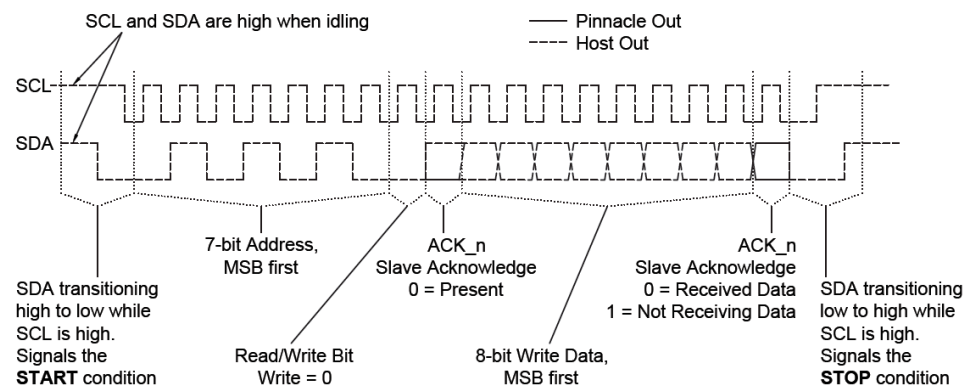 SCL and SDA are high when idling
Pinnacle Out
Host Out
SCL
SDA
7-bit Address,
MSB first
ACK_n
Slave Acknowledge
0 = Present
ACK_n
Slave Acknowledge
0 = Received Data
1 = Not Receiving Data
SDA transitioning
high to low while
SCL is high.
Signals the
START condition
Read/Write Bit
Write = 0
8-bit Write Data,
MSB first
SDA transitioning
low to high while
SCL is high.
Signals the
STOP condition